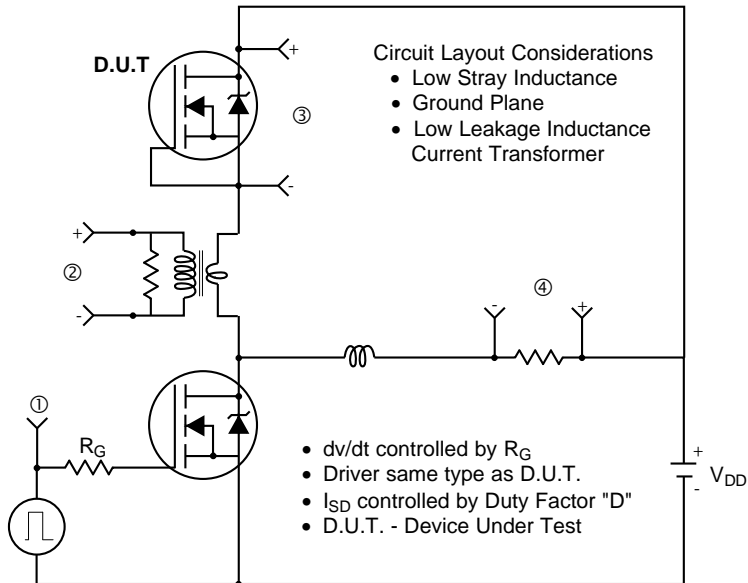 D.U.T
+
Circuit Layout Considerations
• Low Stray Inductance
③
• Ground Plane
• Low Leakage Inductance
Current Transformer
-
+
②
-
④
-
+
①
RG
• dv/dt controlled by RG
• Driver same type as D.U.T.
• ISD controlled by Duty Factor "D"
• D.U.T. - Device Under Test
+
VDD
-